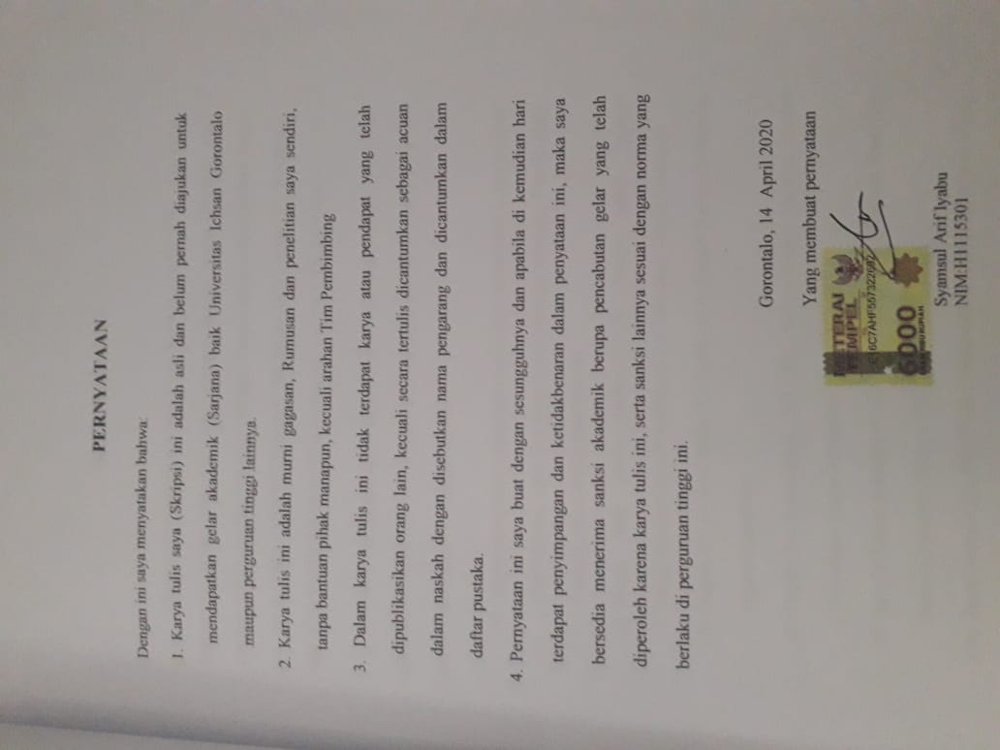 PERNYATAAN
Dengan ini saya menyatakan bahwa:
1. Karya tulis saya (Skripsi) ini adalah asli dan belum pernah diajukan untuk
mendapatkan gelar akademik (Sarjana) baik Universitas Ichsan Gorontalo
maupun perguruan tinggi lainnya.
2. Karya tulis ini adalah murni gagasan, Rumusan dan penelitian saya sendiri,
tanpa bantuan pihak manapun, kecuali arahan Tim Pembimbing
3. Dalam karya tulis ini tidak terdapat karya atau pendapat yang telah
dipublikasikan orang lain, kecuali secara tertulis dicantumkan sebagai acuan
dalam naskah dengan disebutkan nama pengarang dan dicantumkan dalam
daftar pustaka.
4. Pernyataan ini saya buat dengan sesungguhnya dan apabila di kemudian hari
terdapat penyimpangan dan ketidakbenaran dalam penyataan ini, maka saya
bersedia menerima sanksi akademik berupa pencabutan gelar yang telah
diperoleh karena karya tulis ini, serta sanksi lainnya sesuai dengan norma yang
berlaku di perguruan tinggi ini.
Gorontalo, 14 April 2020
Yang membuat pernyataan
METERAI
TEMPEL
6000
ENAM RIBU RUPIAH
Syamsul Arif Iyabu
NIM:H1115301